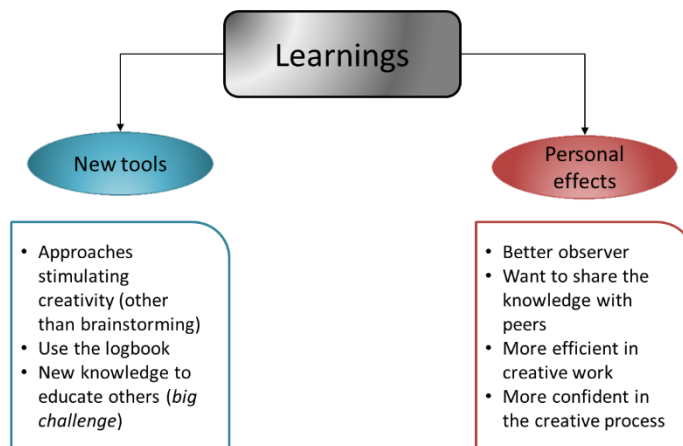 Learnings
New tools
Personal
effects
• Approaches
stimulating
creativity (other
than brainstorming)
• Use the logbook
• New knowledge to
educate others (big
challenge)
• Better observer
• Want to share the
knowledge with
peers
• More efficient in
creative work
• More confident in
the creative process